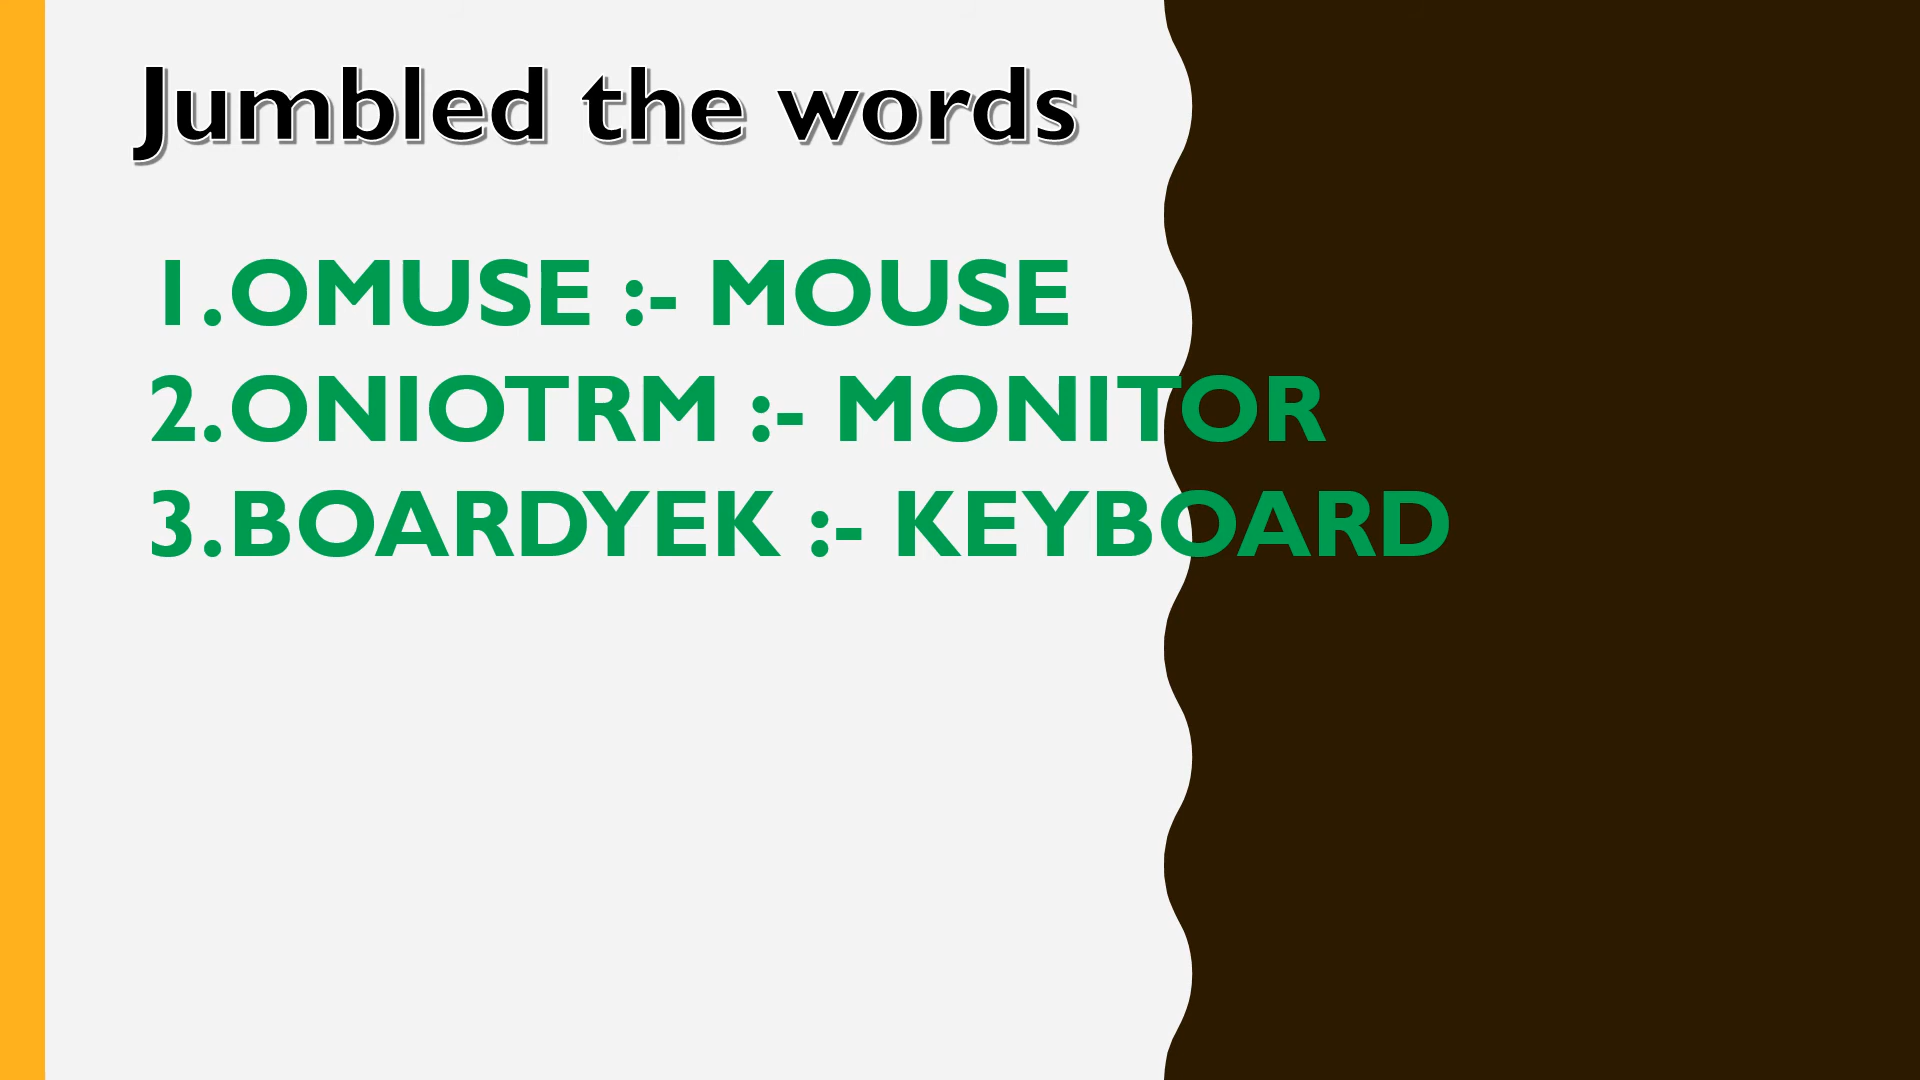 Jumbled the words
1.OMUSE :- MOUSE
2.ONIOTRM :- MONITOR
3.BOARDYEK :- KEYBOARD